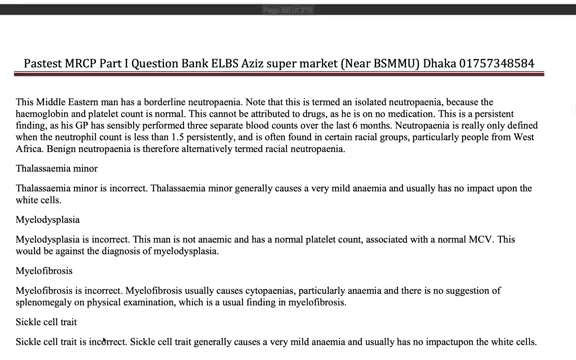 Pastest MRCP Part I Question Bank ELBS Aziz super market (Near BSMMU) Dhaka 01757348584
This Middle Eastern man has a borderline neutropaenia. Note that this is termed an isolated neutropaenia, because the
haemoglobin and platelet count is normal. This cannot be attributed to drugs, as he is on no medication. This is a persistent
finding, as his GP has sensibly performed three separate blood counts over the last 6 months. Neutropaenia is really only defined
when the neutrophil count is less than 1.5 persistently, and is often found in certain racial groups, particularly people from West
Africa. Benign neutropaenia is therefore alternatively termed racial neutropaenia.
Thalassaemia minor
Thalassaemia minor is incorrect. Thalassaemia minor generally causes a very mild anaemia and usually has no impact upon the
white cells.
Myelodysplasia
Myelodysplasia is incorrect. This man is not anaemic and has a normal platelet count, associated with a normal MCV. This
would be against the diagnosis of myelodysplasia.
Myelofibrosis
Myelofibrosis is incorrect. Myelofibrosis usually causes cytopaenias, particularly anaemia and there is no suggestion of
splenomegaly on physical examination, which is a usual finding in myelofibrosis.
Sickle cell trait
Sickle cell trait is incorrect. Sickle cell trait generally causes a very mild anaemia and usually has no impactupon the white cells.